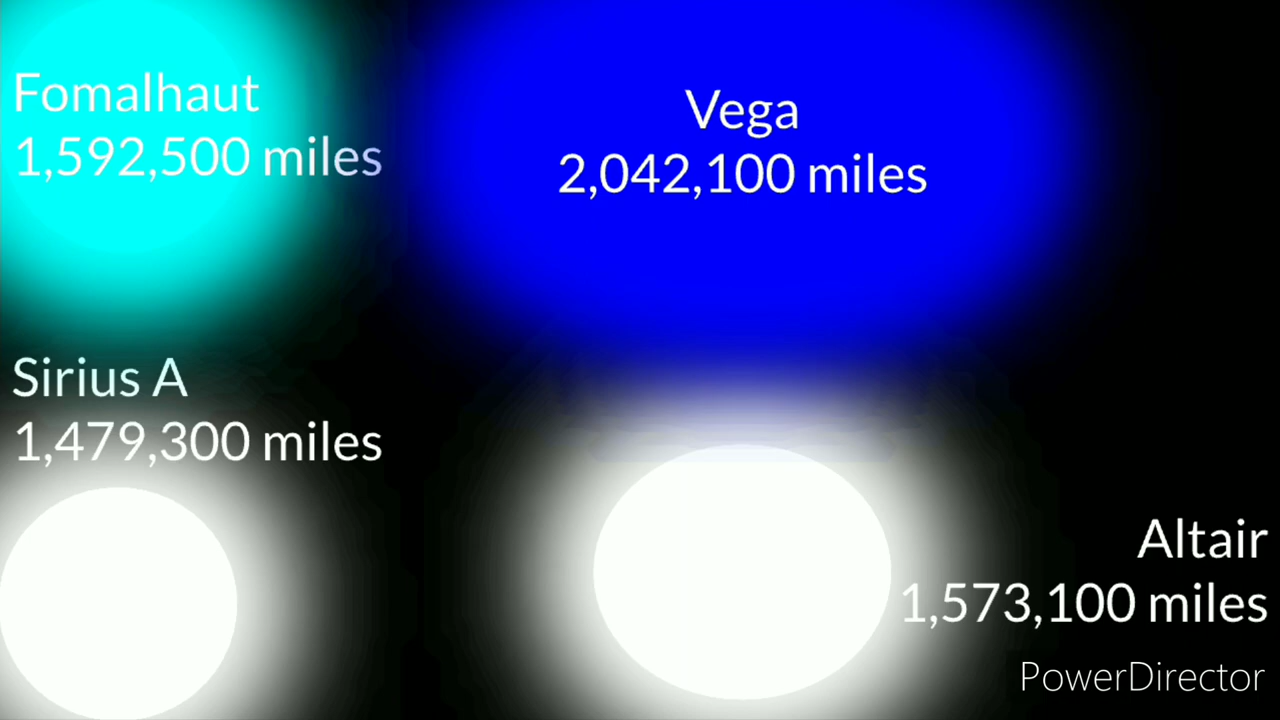 Fomalhaut
1,592,500 miles
Vega
2,042,100 miles
Sirius A
1,479,300 miles
Altair
1,573,100 miles
PowerDirector